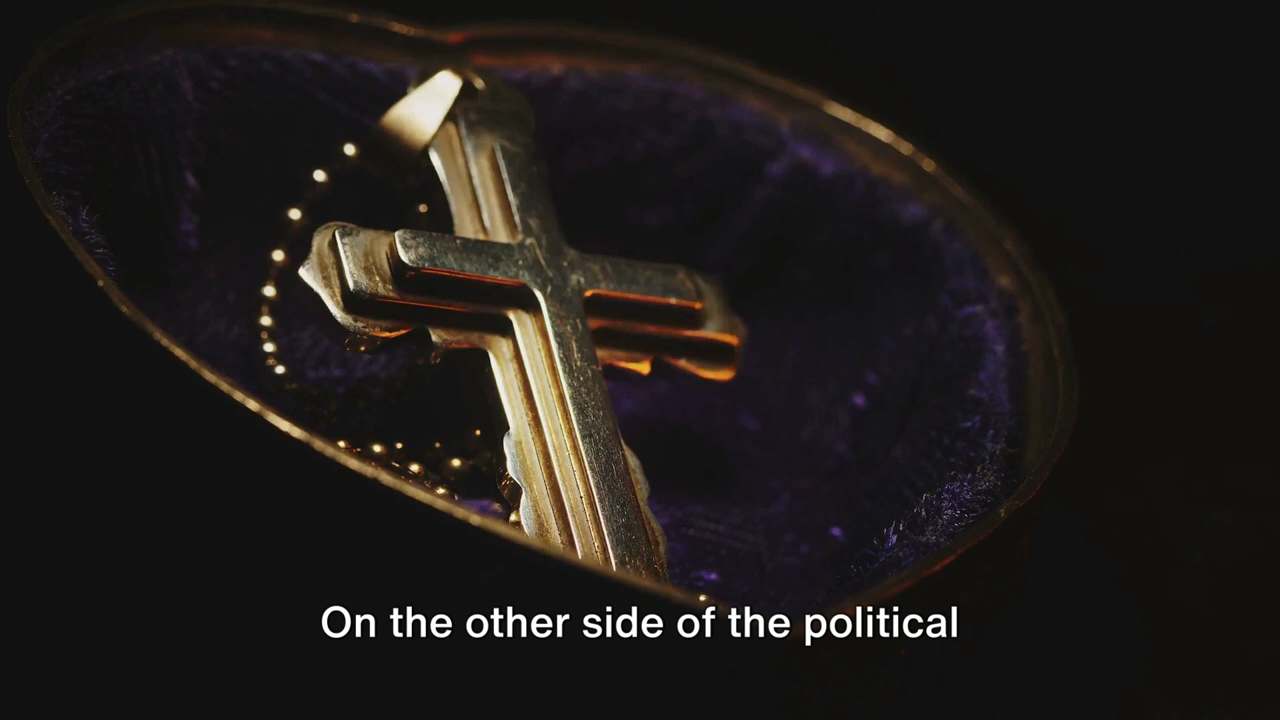 On the other side of the political